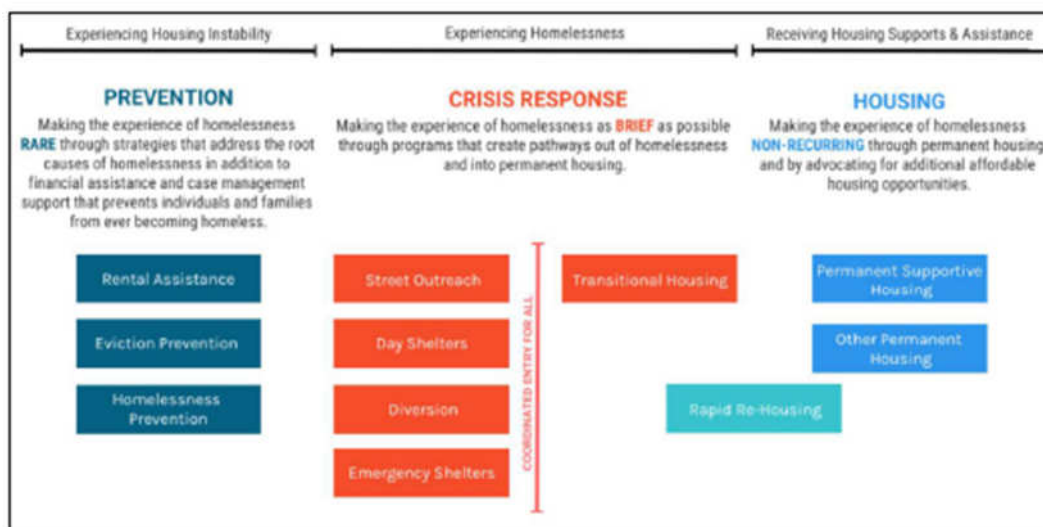 Experiencing Housing Instability
Experiencing Homelessness
Receiving Housing Supports & Assistance
PREVENTION
Making the experience of homelessness
RARE through strategies that address the root
causes of homelessness in addition to
financial assistance and case management
support that prevents individuals and families
from ever becoming homeless.
CRISIS RESPONSE
Making the experience of homelessness as BRIEF as possible
through programs that create pathways out of homelessness
and into permanent housing.
HOUSING
Making the experience of homelessness
NON-RECURRING through permanent housing
and by advocating for additional affordable
housing opportunities.
Rental Assistance
Eviction Prevention
Homelessness
Prevention
Street Outreach
Day Shelters
Diversion
Emergency Shelters
COORDINATED ENTRY FOR ALL
Transitional Housing
Rapid Re-Housing
Permanent Supportive
Housing
Other Permanent
Housing